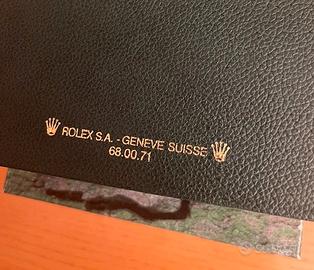 ROLEX S.A. - GENEVE SUISSE
68.00.71